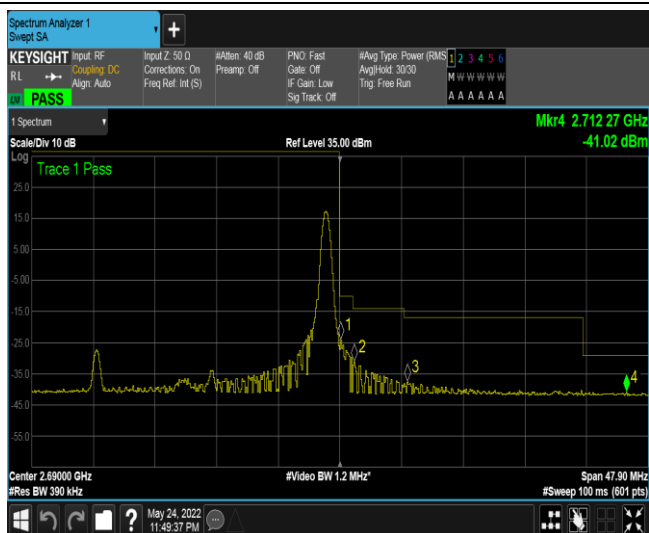 Spectrum Analyzer 1
Swept SA
+
KEYSIGHT
RL
LXI PASS
Input: RF
Coupling: DC
Align: Auto
Input Z: 50 Ω
Corrections: On
Freq Ref: Int (S)
#Atten: 40 dB
Preamp: Off
PNO: Fast
Gate: Off
IF Gain: Low
Sig Track: Off
#Avg Type: Power (RMS
Avg|Hold: 30/30
Trig: Free Run
1 2 3 4 5 6
M W W W W W
A A A A A A
1 Spectrum
Mkr4 2.712 27 GHz
Scale/Div 10 dB
Ref Level 35.00 dBm
-41.02 dBm
Log
Trace 1 Pass
25.0
15.0
5.00
-5.00
-15.0
1
-25.0
2
-35.0
3
4
-45.0
-55.0
Center 2.69000 GHz
#Video BW 1.2 MHz*
Span 47.90 MHz
#Res BW 390 kHz
#Sweep 100 ms (601 pts)
?
May 24, 2022
11:49:37 PM